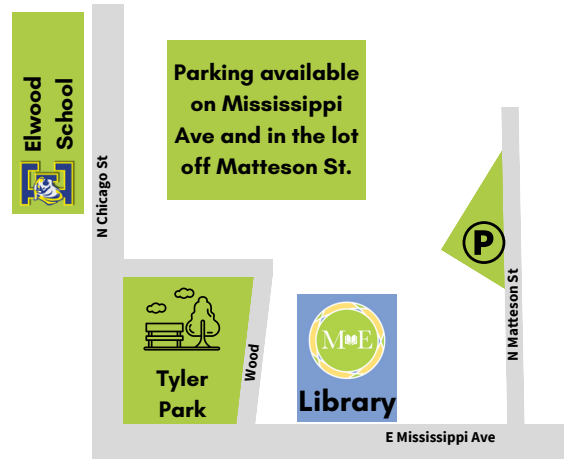 Elwood
School
N Chicago St
Parking available
on Mississippi
Ave and in the lot
off Matteson St.
P
N Matteson St
Tyler
Park
Wood
M E
Library
E Mississippi Ave